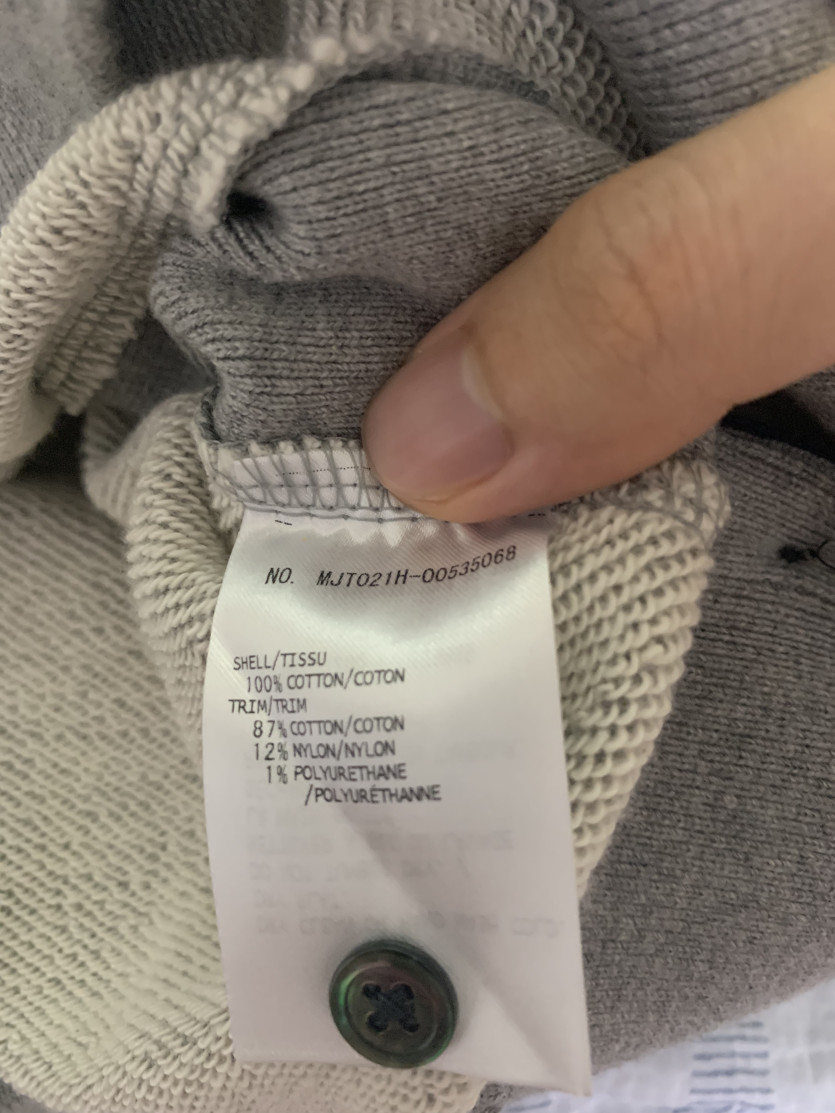 NO. MJT021H-00535068
SHELL/TISSU
100% COTTON/COTON
TRIM/TRIM
87% COTTON/COTON
12% NYLON/NYLON
1% POLYURETHANE
/POLYURÉTHANNE